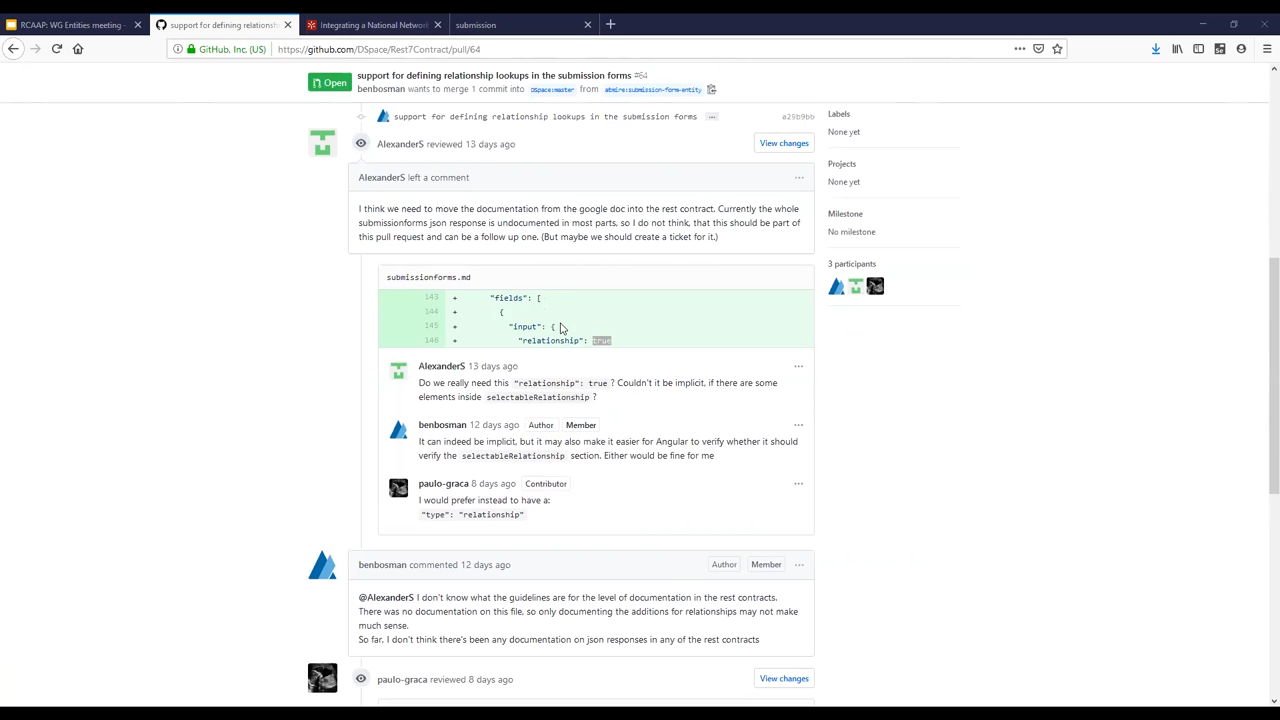 RCAAP: WG Entities meeting -
support for defining relationsh
Integrating a National Network
submission
GitHub, Inc. (US)
https://github.com/DSpace/Rest7Contract/pull/64
Open
support for defining relationship lookups in the submission forms #64
benbosman wants to merge 1 commit into DSpace:master from atmire:submission-form-entity
support for defining relationship lookups in the submission forms
a29b9bb
AlexanderS reviewed 13 days ago
View changes
AlexanderS left a comment
I think we need to move the documentation from the google doc into the rest contract. Currently the whole
submissionforms json response is undocumented in most parts, so I do not think, that this should be part of
this pull request and can be a follow up one. (But maybe we should create a ticket for it.)
submissionforms.md
143 + "fields": [
144 + {
145 + "input": {
146 + "relationship": true
AlexanderS 13 days ago
Do we really need this "relationship": true ? Couldn't it be implicit, if there are some
elements inside selectableRelationship ?
benbosman 12 days ago Author Member
It can indeed be implicit, but it may also make it easier for Angular to verify whether it should
verify the selectableRelationship section. Either would be fine for me
paulo-graca 8 days ago Contributor
I would prefer instead to have a:
"type": "relationship"
benbosman commented 12 days ago
Author Member
@AlexanderS I don't know what the guidelines are for the level of documentation in the rest contracts.
There was no documentation on this file, so only documenting the additions for relationships may not make
much sense.
So far, I don't think there's been any documentation on json responses in any of the rest contracts
paulo-graca reviewed 8 days ago
View changes
Labels
None yet
Projects
None yet
Milestone
No milestone
3 participants